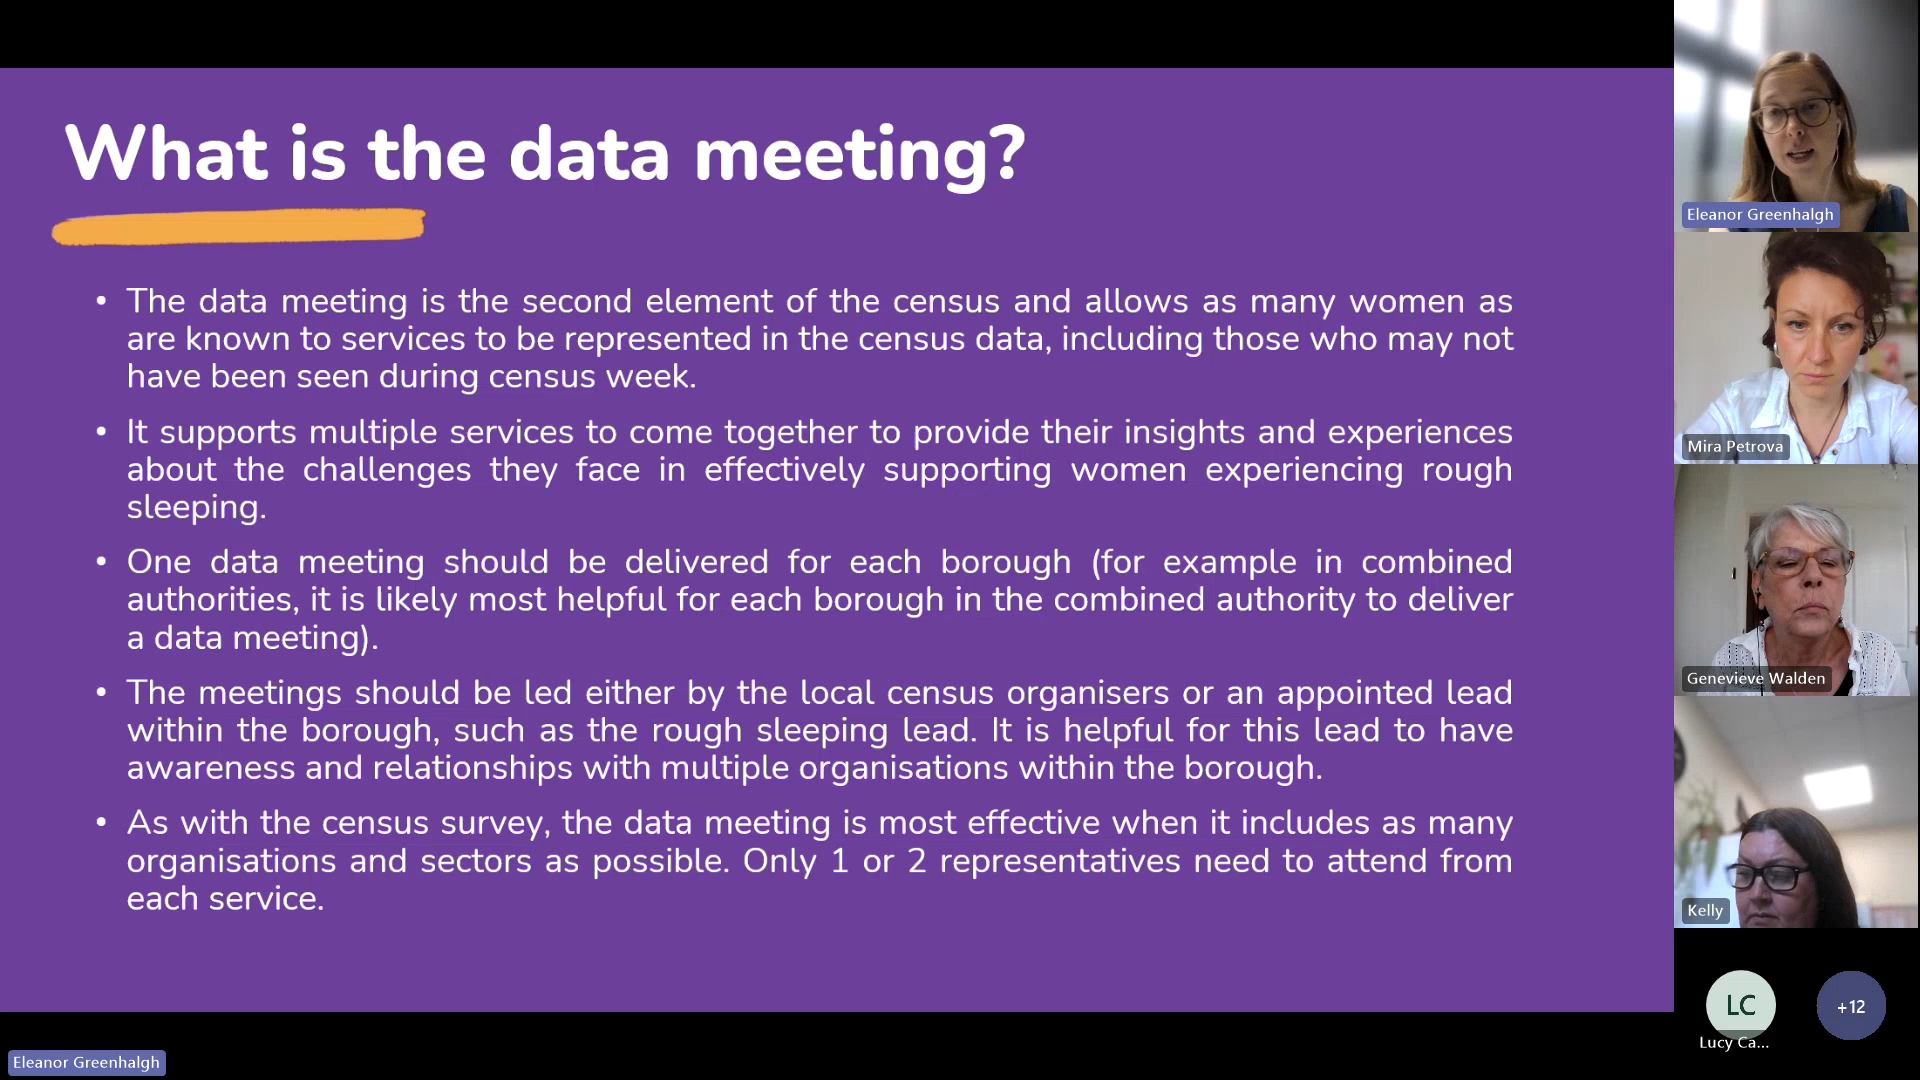 What is the data meeting?
• The data meeting is the second element of the census and allows as many women as
are known to services to be represented in the census data, including those who may not
have been seen during census week.
• It supports multiple services to come together to provide their insights and experiences
about the challenges they face in effectively supporting women experiencing rough
sleeping.
• One data meeting should be delivered for each borough (for example in combined
authorities, it is likely most helpful for each borough in the combined authority to deliver
a data meeting).
• The meetings should be led either by the local census organisers or an appointed lead
within the borough, such as the rough sleeping lead. It is helpful for this lead to have
awareness and relationships with multiple organisations within the borough.
• As with the census survey, the data meeting is most effective when it includes as many
organisations and sectors as possible. Only 1 or 2 representatives need to attend from
each service.
Eleanor Greenhalgh
Eleanor Greenhalgh
Mira Petrova
Genevieve Walden
Kelly
LC
Lucy Ca...
+12